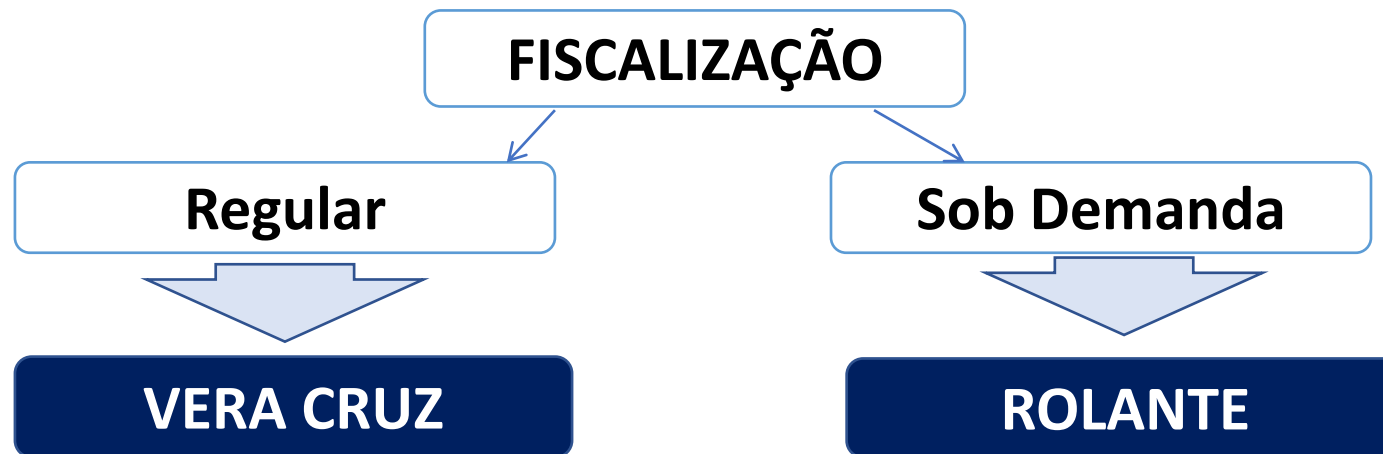 FISCALIZAÇÃO
Regular
Sob Demanda
VERA CRUZ
ROLANTE